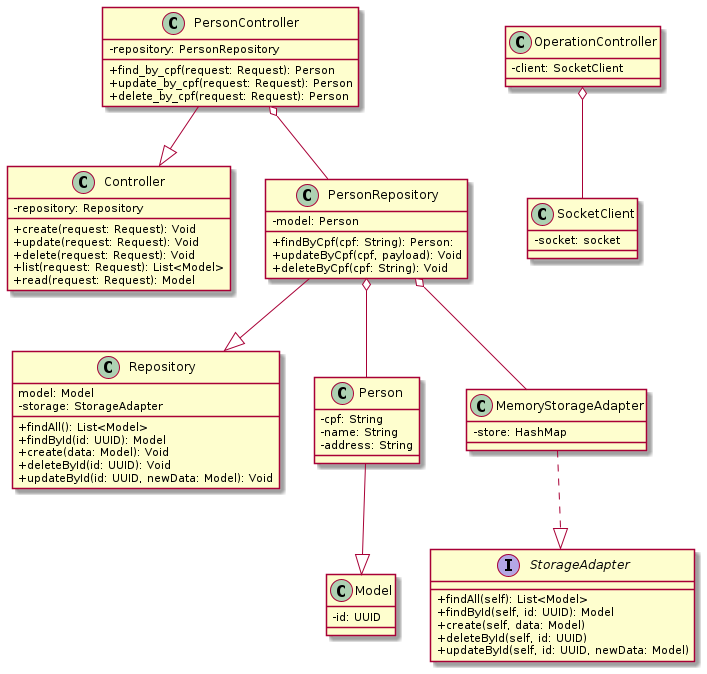 C PersonController
-repository: PersonRepository
+find_by_cpf(request: Request): Person
+update_by_cpf(request: Request): Person
+delete_by_cpf(request: Request): Person
C OperationController
-client: SocketClient
C Controller
-repository: Repository
+create(request: Request): Void
+update(request: Request): Void
+delete(request: Request): Void
+list(request: Request): List<Model>
+read(request: Request): Model
C PersonRepository
-model: Person
+findByCpf(cpf: String): Person:
+updateByCpf(cpf, payload): Void
+deleteByCpf(cpf: String): Void
C SocketClient
-socket: socket
C Repository
model: Model
-storage: StorageAdapter
+findAll(): List<Model>
+findById(id: UUID): Model
+create(data: Model): Void
+deleteById(id: UUID): Void
+updateById(id: UUID, newData: Model): Void
C Person
-cpf: String
-name: String
-address: String
C MemoryStorageAdapter
-store: HashMap
C Model
-id: UUID
I StorageAdapter
+findAll(self): List<Model>
+findById(self, id: UUID): Model
+create(self, data: Model)
+deleteById(self, id: UUID)
+updateById(self, id: UUID, newData: Model)